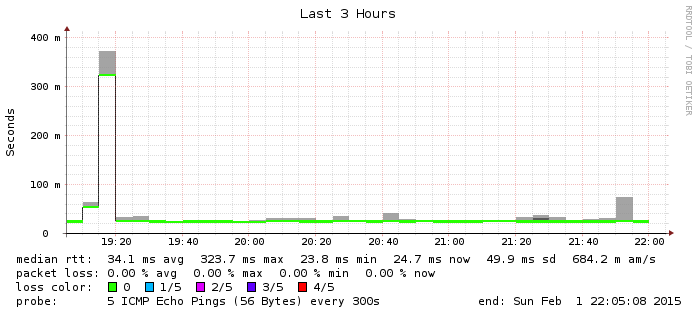 Last 3 Hours
RRDTOOL / TOBI OETIKER
Seconds
400 m
300 m
200 m
100 m
0
19:20 19:40 20:00 20:20 20:40 21:00 21:20 21:40 22:00
median rtt: 34.1 ms avg 323.7 ms max 23.8 ms min 24.7 ms now 49.9 ms sd 684.2 m am/s
packet loss: 0.00 % avg 0.00 % max 0.00 % min 0.00 % now
loss color: 0 1/5 2/5 3/5 4/5
probe: 5 ICMP Echo Pings (56 Bytes) every 300s end: Sun Feb 1 22:05:08 2015